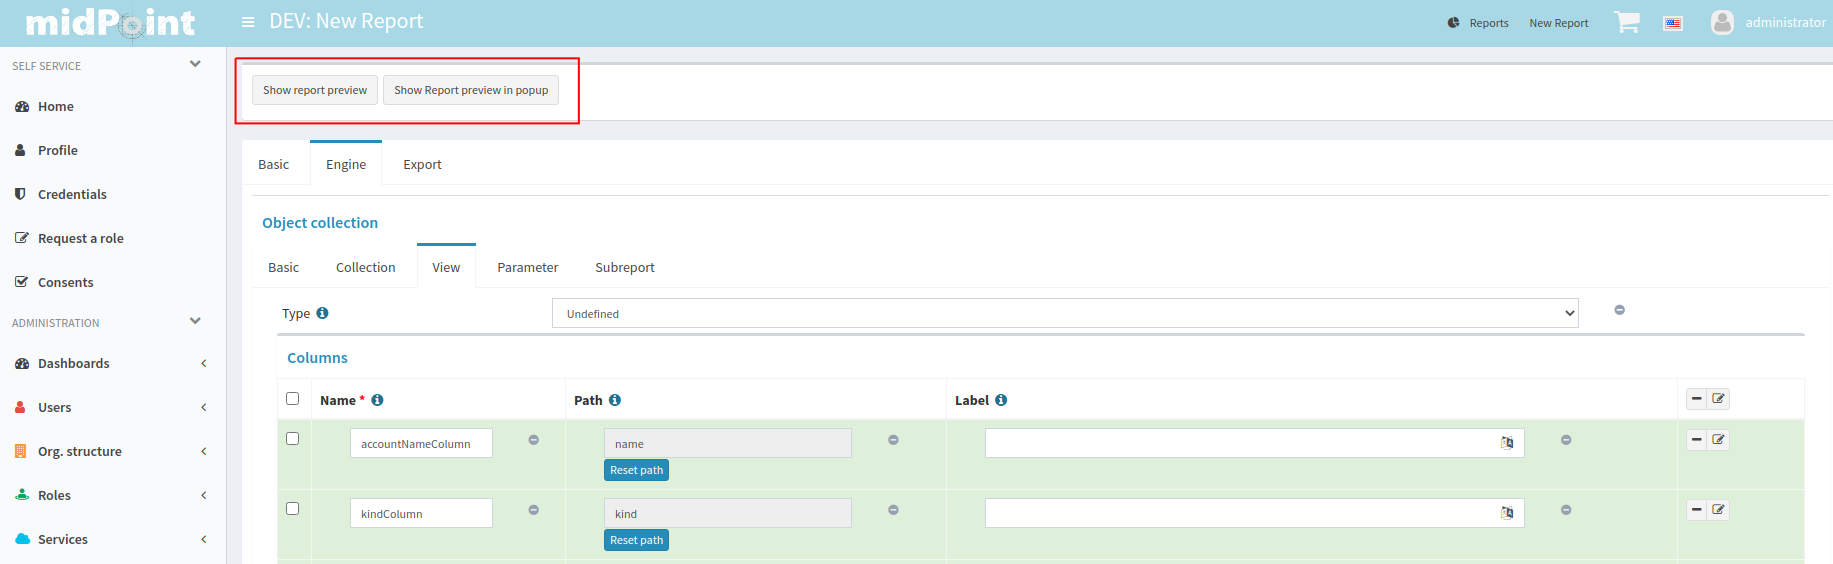 midPoint
DEV: New Report
Reports New Report administrator
SELF SERVICE
Home
Profile
Credentials
Request a role
Consents
ADMINISTRATION
Dashboards
Users
Org. structure
Roles
Services
Show report preview Show Report preview in popup
Basic Engine Export
Object collection
Basic Collection View Parameter Subreport
Type Undefined
Columns
Name * Path Label
accountNameColumn name
Reset path
kindColumn kind
Reset path